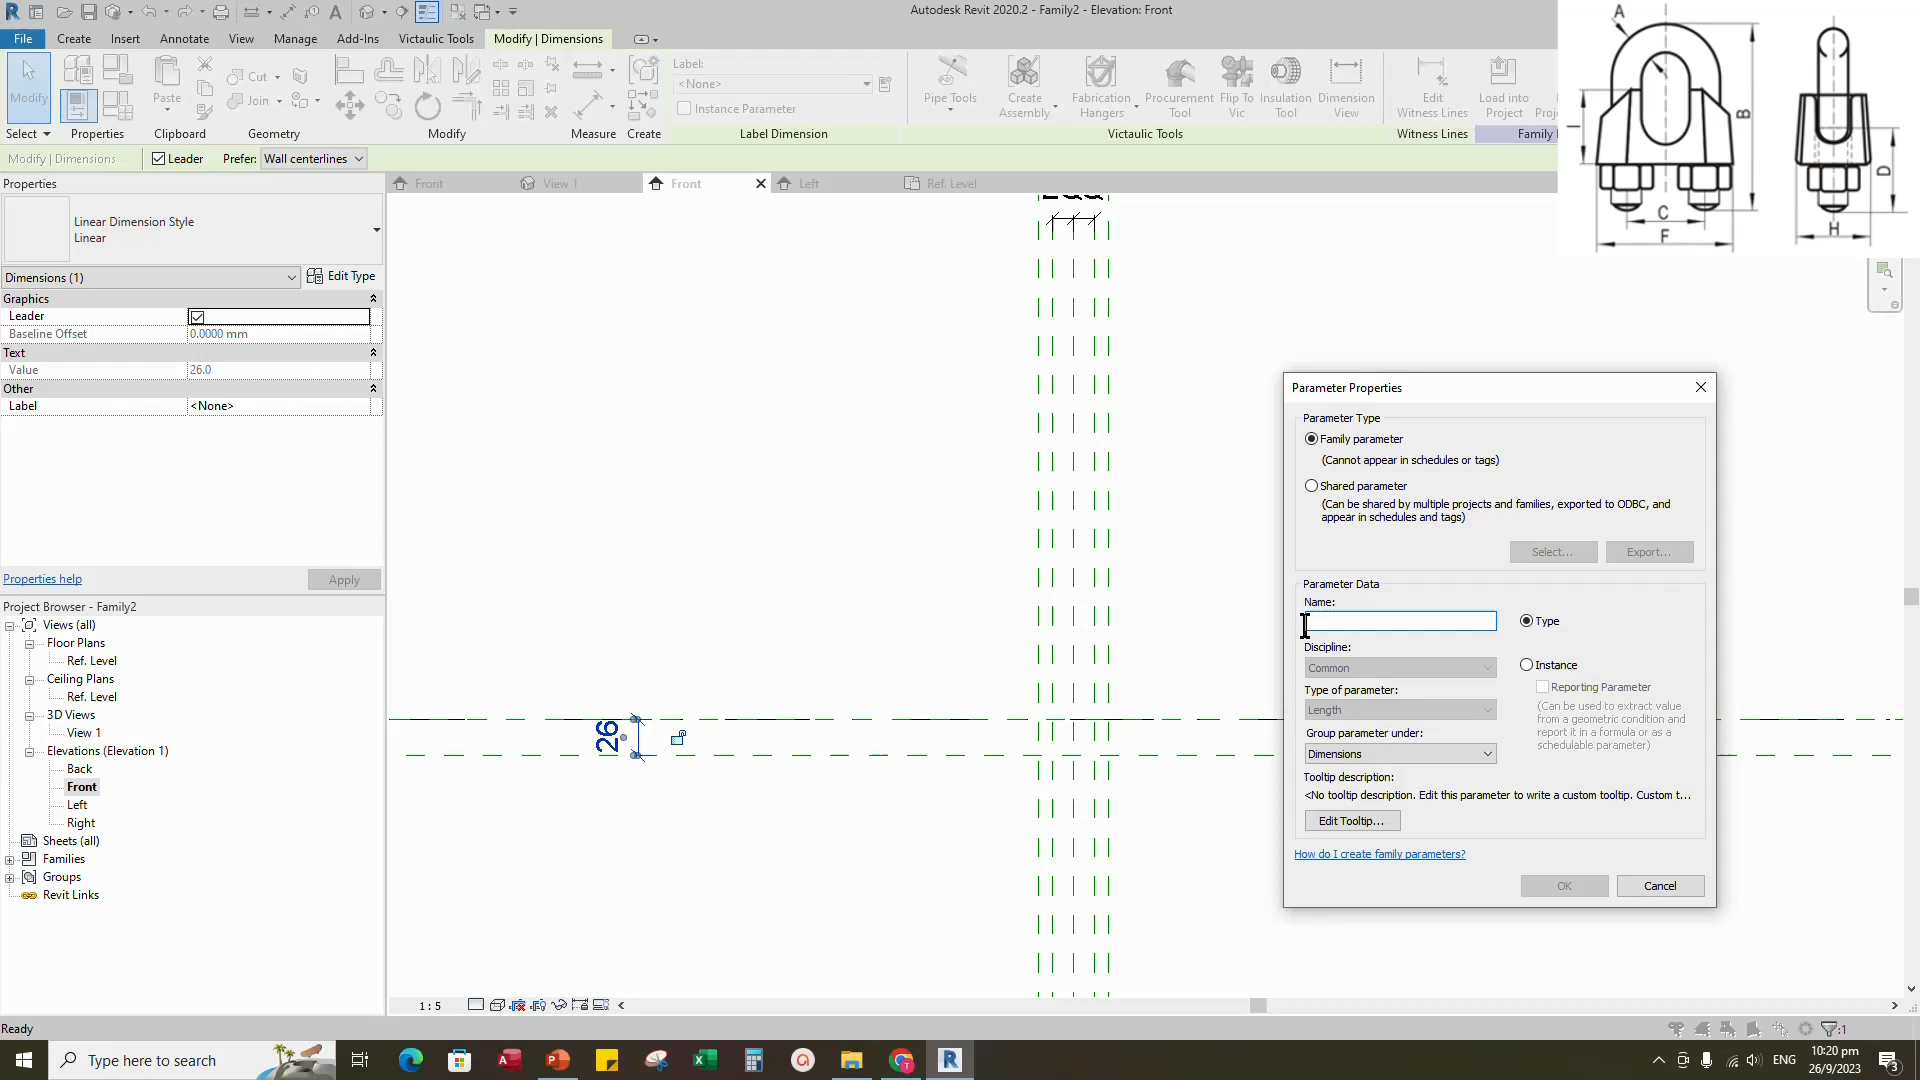 Autodesk Revit 2020.2 - Family2 - Elevation: Front
File
Create
Insert
Annotate
View
Manage
Add-Ins
Victaulic Tools
Modify | Dimensions
Modify
Paste
Cut
Join
Label:
<None>
Instance Parameter
Pipe Tools
Create Assembly
Fabrication Hangers
Procurement Tool
Flip To Vic
Insulation Tool
Dimension View
Edit Witness Lines
Load into Project
Select
Properties
Clipboard
Geometry
Modify
Measure
Create
Label Dimension
Victaulic Tools
Witness Lines
Family
Modify | Dimensions
Leader
Prefer:
Wall centerlines
Properties
Front
View 1
Front
Left
Ref. Level
Linear Dimension Style
Linear
Dimensions (1)
Edit Type
Graphics
Leader
Baseline Offset
0.0000 mm
Text
Value
26.0
Other
Label
<None>
Properties help
Apply
Project Browser - Family2
Views (all)
Floor Plans
Ref. Level
Ceiling Plans
Ref. Level
3D Views
View 1
Elevations (Elevation 1)
Back
Front
Left
Right
Sheets (all)
Families
Groups
Revit Links
26
A
B
I
C
F
D
H
Parameter Properties
Parameter Type
Family parameter
(Cannot appear in schedules or tags)
Shared parameter
(Can be shared by multiple projects and families, exported to ODBC, and
appear in schedules and tags)
Select...
Export...
Parameter Data
Name:
Type
Discipline:
Common
Instance
Reporting Parameter
Type of parameter:
Length
(Can be used to extract value
from a geometric condition and
report it in a formula or as a
schedulable parameter)
Group parameter under:
Dimensions
Tooltip description:
<No tooltip description. Edit this parameter to write a custom tooltip. Custom t...
Edit Tooltip...
How do I create family parameters?
OK
Cancel
1 : 5
Ready
:1
Type here to search
ENG
10:20 pm
26/9/2023
3